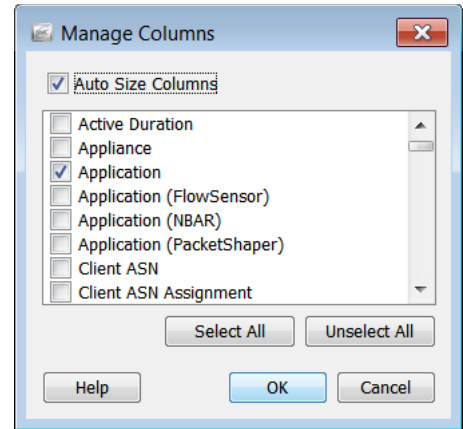 Manage Columns
Auto Size Columns
Active Duration
Appliance
Application
Application (FlowSensor)
Application (NBAR)
Application (PacketShaper)
Client ASN
Client ASN Assignment
Select All Unselect All
Help OK Cancel